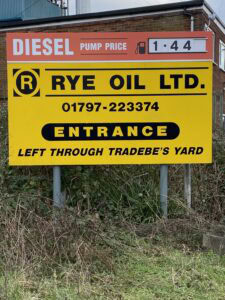 DIESEL PUMP PRICE 1·44
R RYE OIL LTD.
01797-223374
ENTRANCE
LEFT THROUGH TRADEBE'S YARD